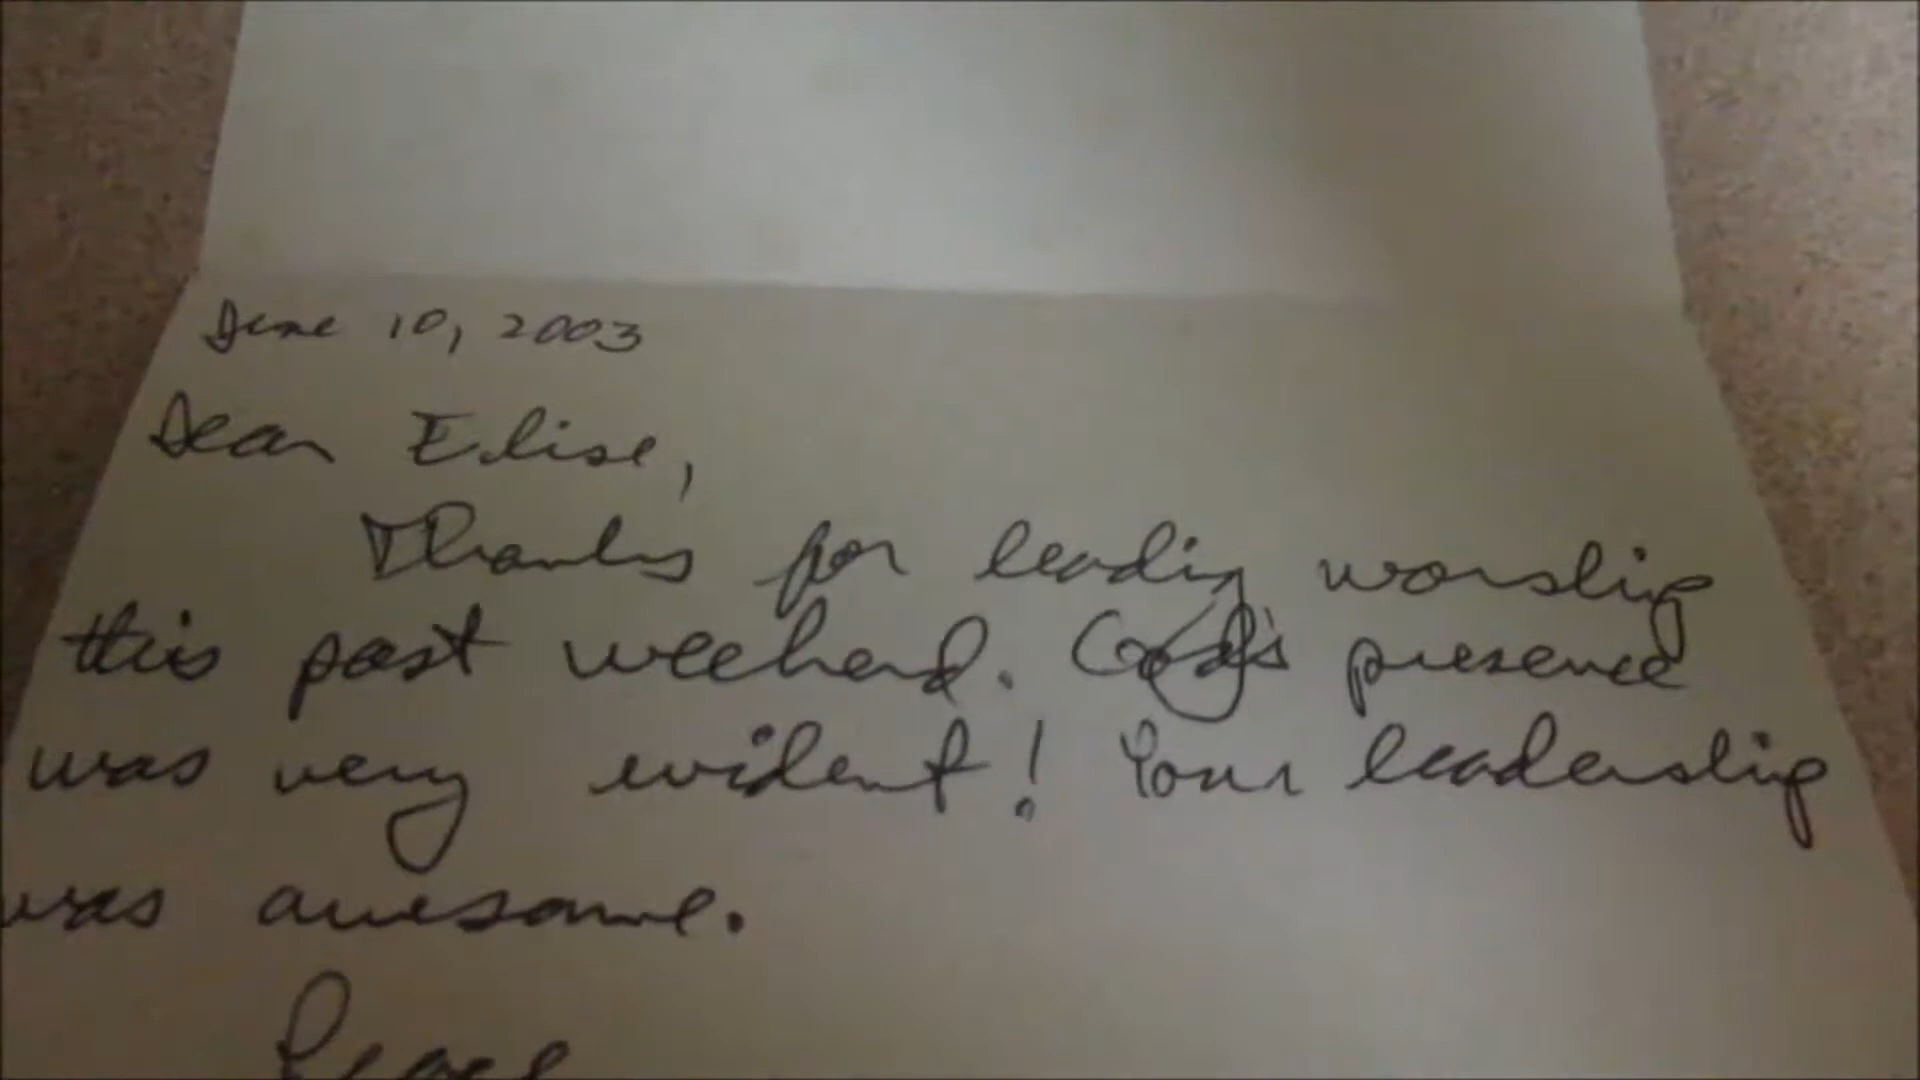 June 10, 2003
Dear Elise,
Thanks for leading worship
this past weekend. God's presence
was very evident! Your leadership
was awesome.
Peace